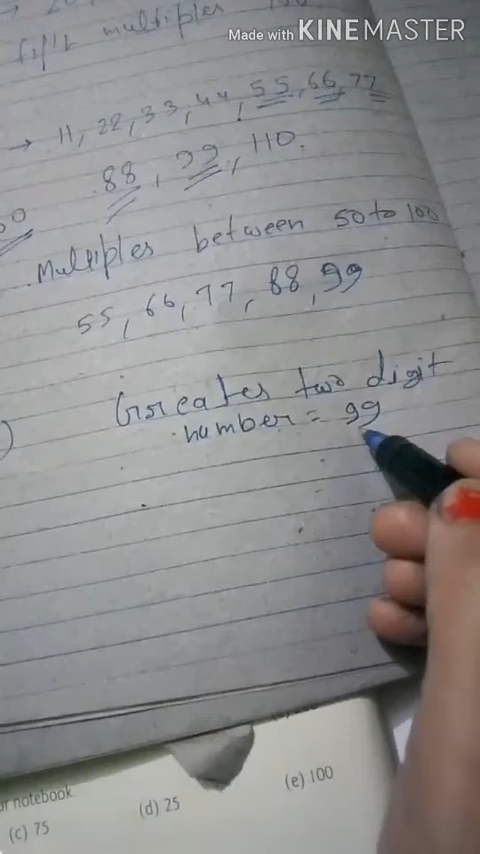 Made with KINEMASTER
multiples
→ 11, 22, 33, 44, 55, 66, 77
88, 99, 110.
Multiples between 50 to 100
55, 66, 77, 88, 99
Greates two digit
number = 99
notebook.
(c) 75
(d) 25
(e) 100